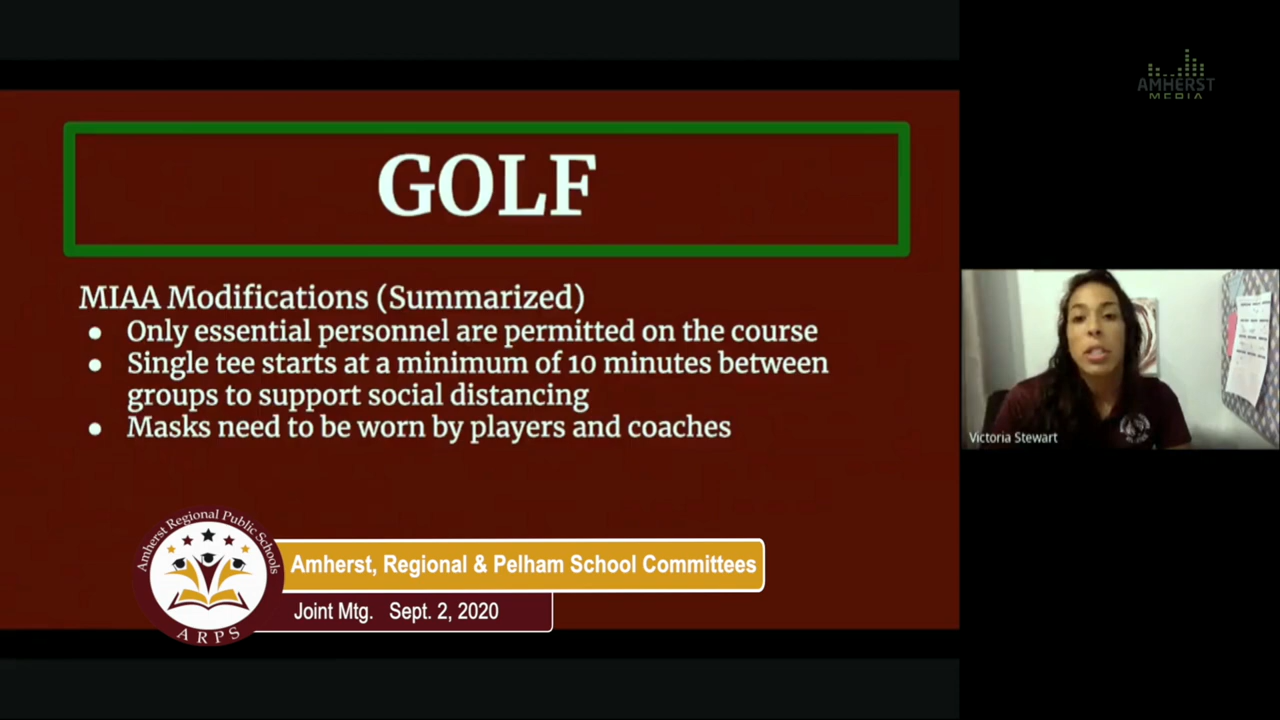 AMHERST
MEDIA
GOLF
MIAA Modifications (Summarized)
● Only essential personnel are permitted on the course
● Single tee starts at a minimum of 10 minutes between
groups to support social distancing
● Masks need to be worn by players and coaches
Victoria Stewart
Amherst Regional Public Schools
ARPS
Amherst, Regional & Pelham School Committees
Joint Mtg. Sept. 2, 2020